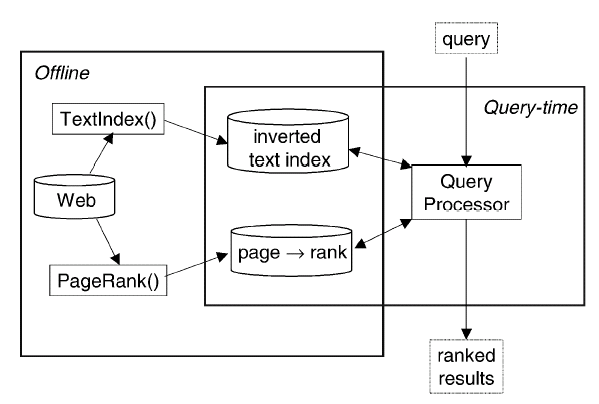 query
Offline
Query-time
TextIndex()
inverted
text index
Web
Query
Processor
page → rank
PageRank()
ranked
results